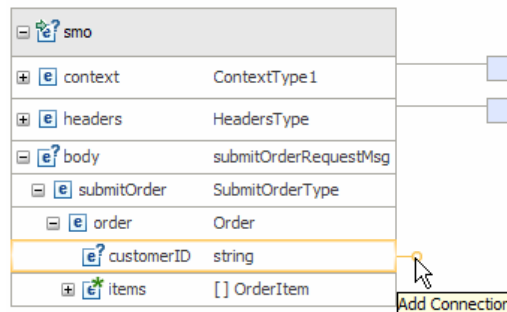 smo
context ContextType1
headers HeadersType
body submitOrderRequestMsg
submitOrder SubmitOrderType
order Order
customerID string
items [] OrderItem
Add Connection